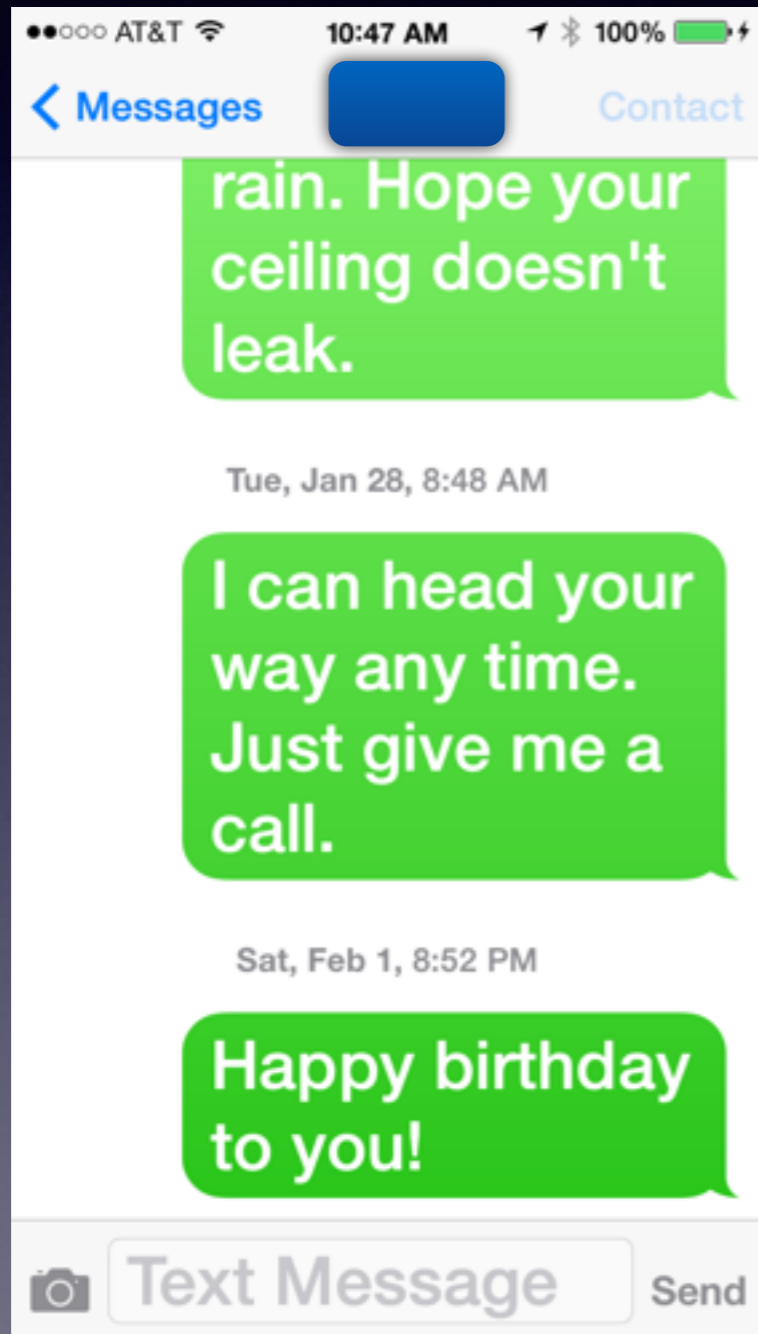 AT&T 10:47 AM 100%
Messages Contact
rain. Hope your
ceiling doesn't
leak.
Tue, Jan 28, 8:48 AM
I can head your
way any time.
Just give me a
call.
Sat, Feb 1, 8:52 PM
Happy birthday
to you!
Text Message Send